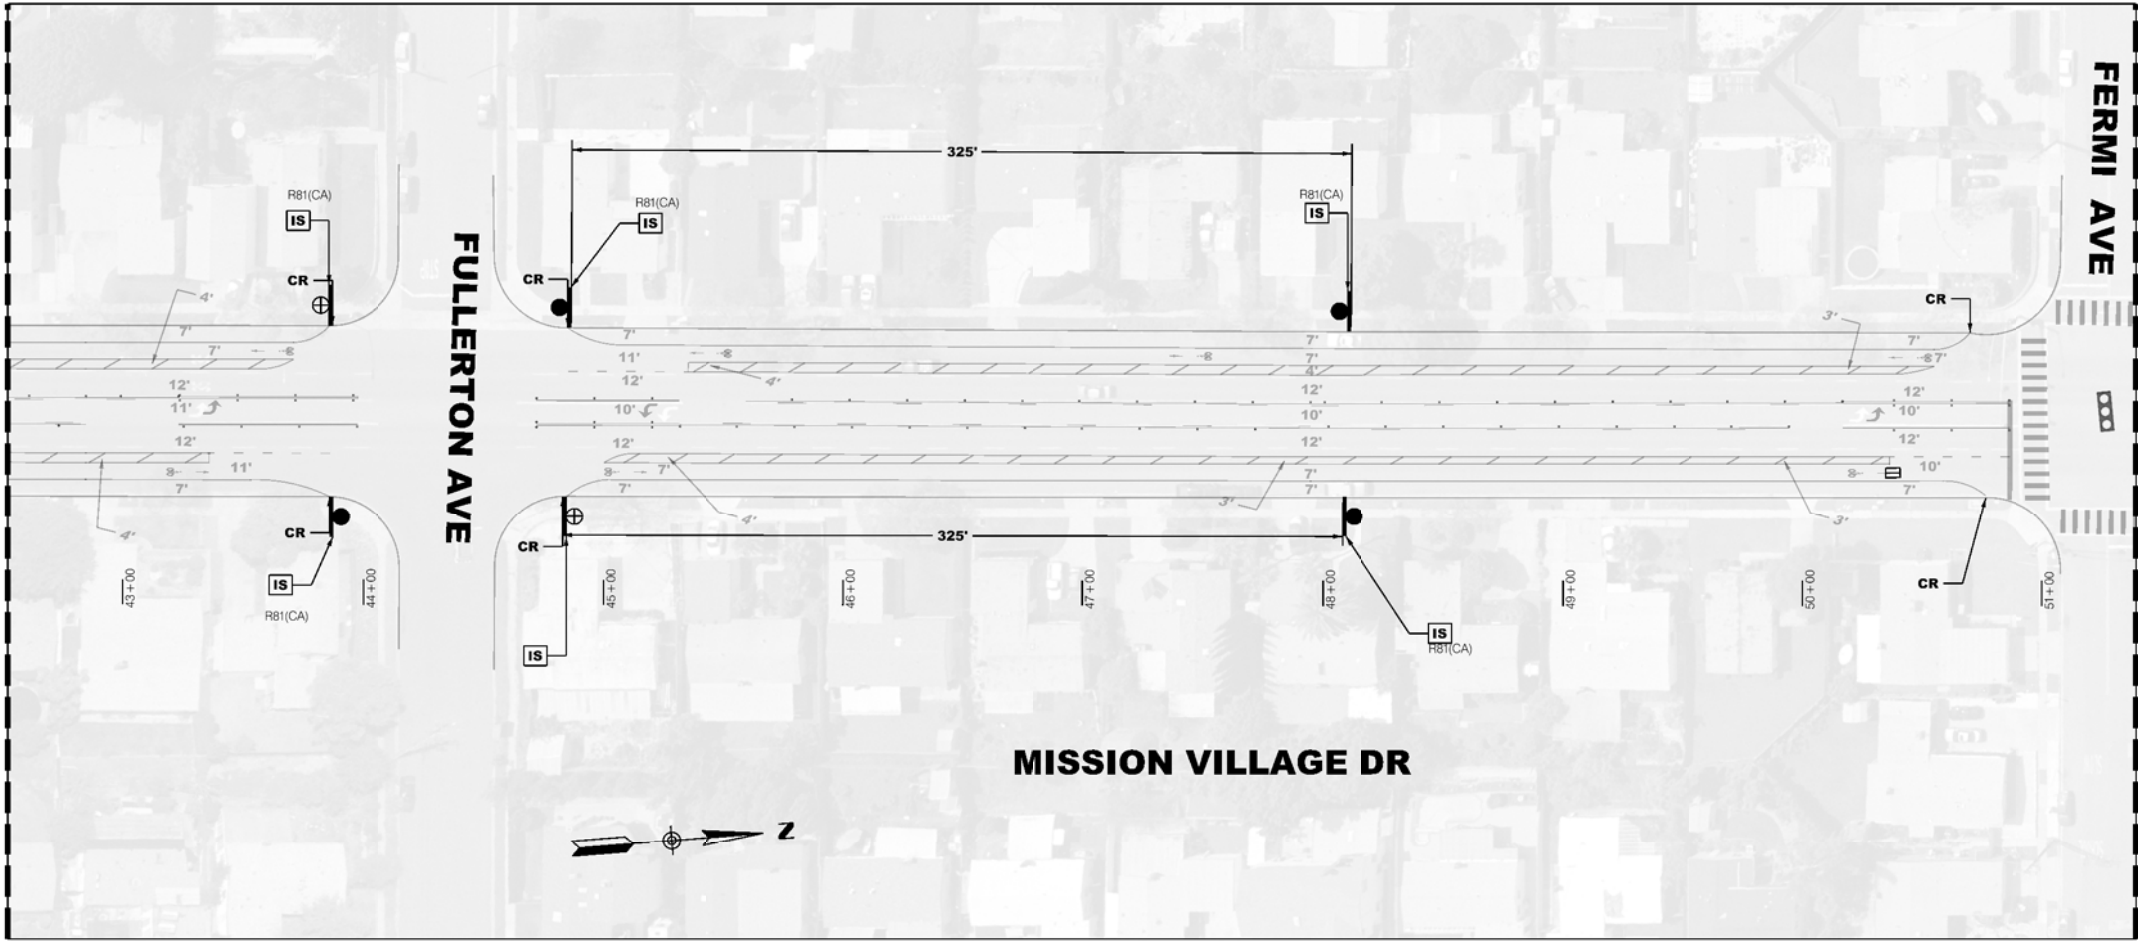 FERMI AVE
325'
R81(CA)
IS
CR
R81(CA)
IS
CR
R81(CA)
IS
CR
FULLERTON AVE
4'
7'
7'
12'
11'
12'
11'
7'
4'
7'
11'
12'
4'
10'
12'
7'
7'
4'
7'
7'
4'
12'
10'
12'
7'
7'
3'
3'
7'
7'
12'
10'
12'
10'
7'
3'
CR
IS
R81(CA)
CR
IS
325'
IS
R81(CA)
CR
43+00
44+00
45+00
46+00
47+00
48+00
49+00
50+00
51+00
MISSION VILLAGE DR
Z